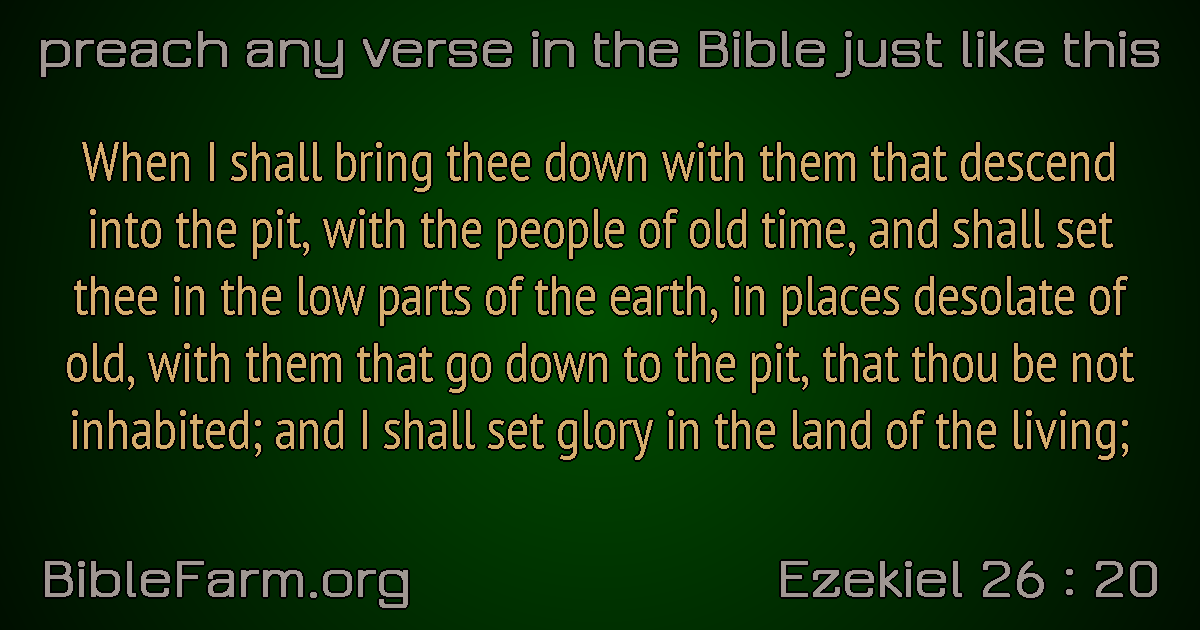 preach any verse in the Bible just like this
When I shall bring thee down with them that descend
into the pit, with the people of old time, and shall set
thee in the low parts of the earth, in places desolate of
old, with them that go down to the pit, that thou be not
inhabited; and I shall set glory in the land of the living;
BibleFarm.org
Ezekiel 26 : 20